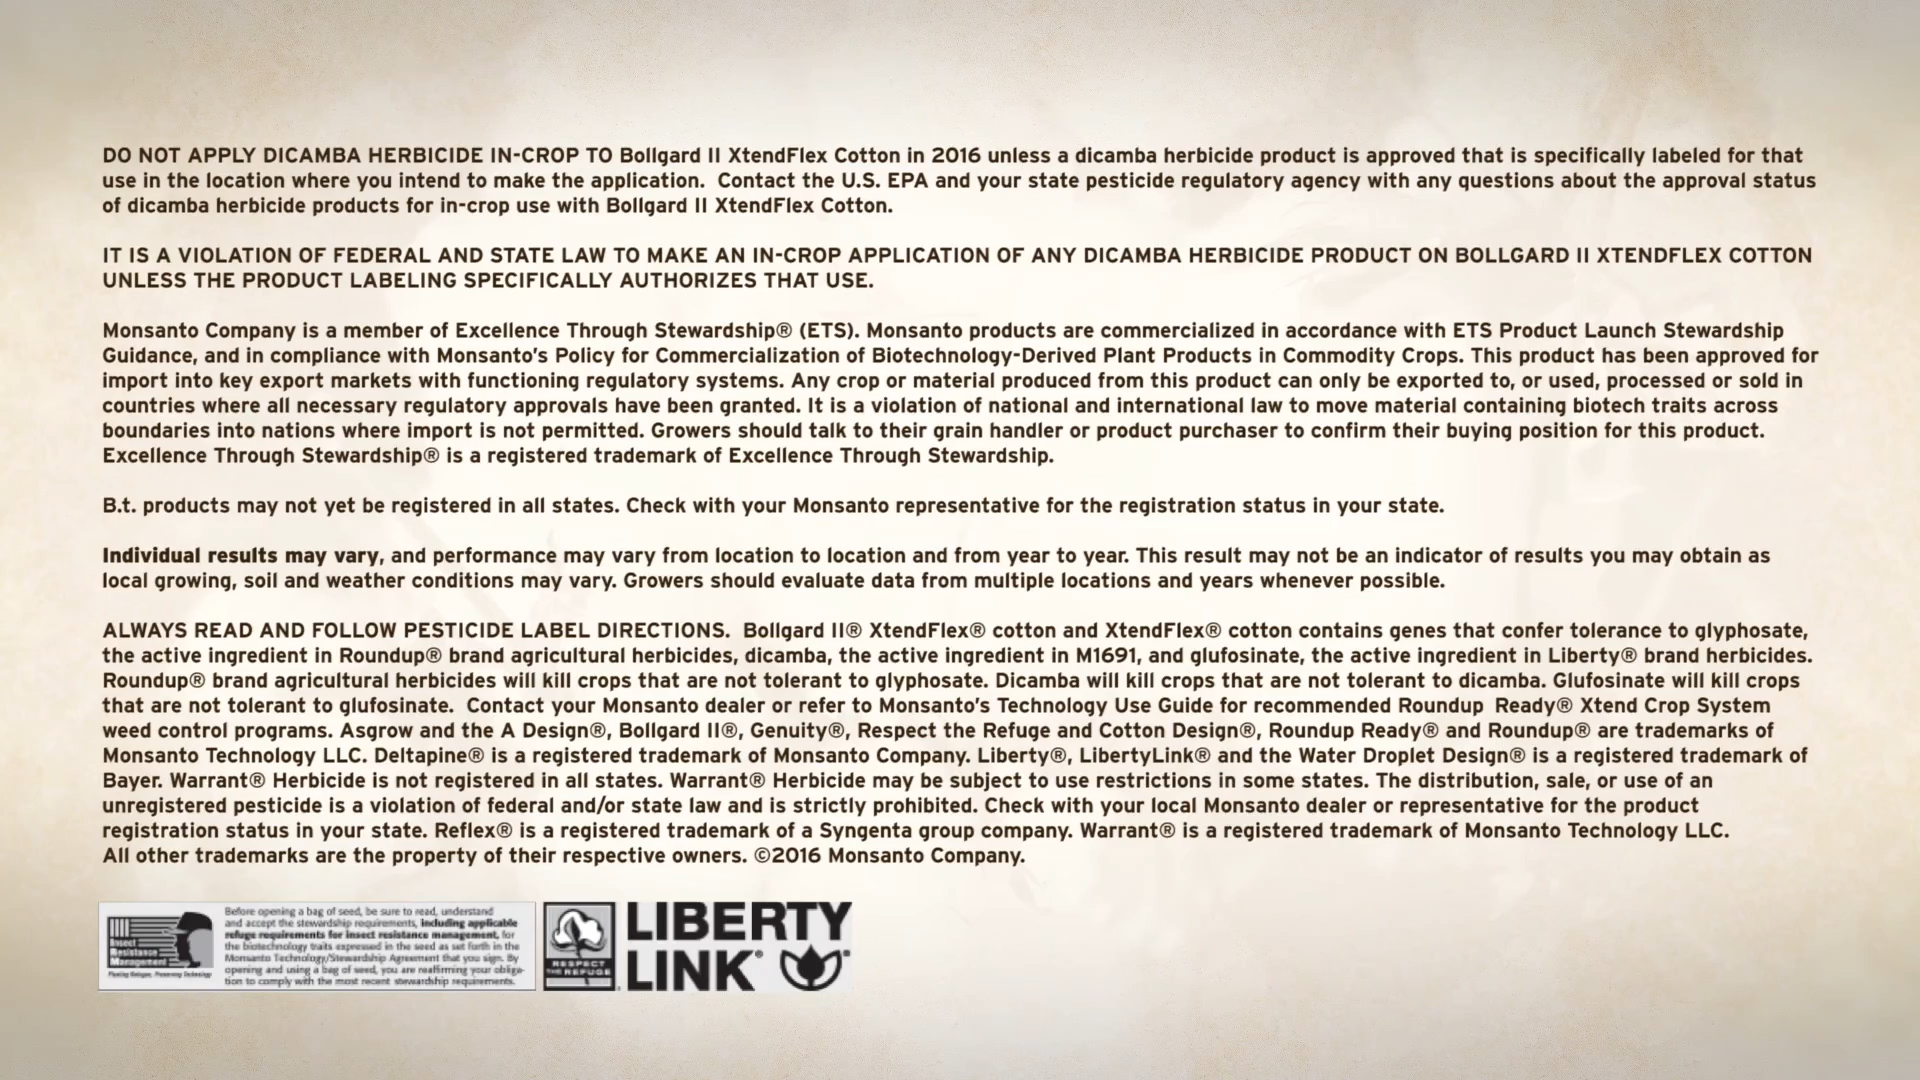 DO NOT APPLY DICAMBA HERBICIDE IN-CROP TO Bollgard II XtendFlex Cotton in 2016 unless a dicamba herbicide product is approved that is specifically labeled for that
use in the location where you intend to make the application.  Contact the U.S. EPA and your state pesticide regulatory agency with any questions about the approval status
of dicamba herbicide products for in-crop use with Bollgard II XtendFlex Cotton.
IT IS A VIOLATION OF FEDERAL AND STATE LAW TO MAKE AN IN-CROP APPLICATION OF ANY DICAMBA HERBICIDE PRODUCT ON BOLLGARD II XTENDFLEX COTTON
UNLESS THE PRODUCT LABELING SPECIFICALLY AUTHORIZES THAT USE.
Monsanto Company is a member of Excellence Through Stewardship® (ETS). Monsanto products are commercialized in accordance with ETS Product Launch Stewardship
Guidance, and in compliance with Monsanto's Policy for Commercialization of Biotechnology-Derived Plant Products in Commodity Crops. This product has been approved for
import into key export markets with functioning regulatory systems. Any crop or material produced from this product can only be exported to, or used, processed or sold in
countries where all necessary regulatory approvals have been granted. It is a violation of national and international law to move material containing biotech traits across
boundaries into nations where import is not permitted. Growers should talk to their grain handler or product purchaser to confirm their buying position for this product.
Excellence Through Stewardship® is a registered trademark of Excellence Through Stewardship.
B.t. products may not yet be registered in all states. Check with your Monsanto representative for the registration status in your state.
Individual results may vary, and performance may vary from location to location and from year to year. This result may not be an indicator of results you may obtain as
local growing, soil and weather conditions may vary. Growers should evaluate data from multiple locations and years whenever possible.
ALWAYS READ AND FOLLOW PESTICIDE LABEL DIRECTIONS.  Bollgard II® XtendFlex® cotton and XtendFlex® cotton contains genes that confer tolerance to glyphosate,
the active ingredient in Roundup® brand agricultural herbicides, dicamba, the active ingredient in M1691, and glufosinate, the active ingredient in Liberty® brand herbicides.
Roundup® brand agricultural herbicides will kill crops that are not tolerant to glyphosate. Dicamba will kill crops that are not tolerant to dicamba. Glufosinate will kill crops
that are not tolerant to glufosinate.  Contact your Monsanto dealer or refer to Monsanto's Technology Use Guide for recommended Roundup  Ready® Xtend Crop System
weed control programs. Asgrow and the A Design®, Bollgard II®, Genuity®, Respect the Refuge and Cotton Design®, Roundup Ready® and Roundup® are trademarks of
Monsanto Technology LLC. Deltapine® is a registered trademark of Monsanto Company. Liberty®, LibertyLink® and the Water Droplet Design® is a registered trademark of
Bayer. Warrant® Herbicide is not registered in all states. Warrant® Herbicide may be subject to use restrictions in some states. The distribution, sale, or use of an
unregistered pesticide is a violation of federal and/or state law and is strictly prohibited. Check with your local Monsanto dealer or representative for the product
registration status in your state. Reflex® is a registered trademark of a Syngenta group company. Warrant® is a registered trademark of Monsanto Technology LLC.
All other trademarks are the property of their respective owners. ©2016 Monsanto Company.
Insect
Resistance
Management
Planting Refuges, Preserving Technology
Before opening a bag of seed, be sure to read, understand
and accept the stewardship requirements, including applicable
refuge requirements for insect resistance management, for
the biotechnology traits expressed in the seed as set forth in the
Monsanto Technology/Stewardship Agreement that you sign. By
opening and using a bag of seed, you are reaffirming your obliga-
tion to comply with the most recent stewardship requirements.
RESPECT
THE REFUGE
LIBERTY
LINK®